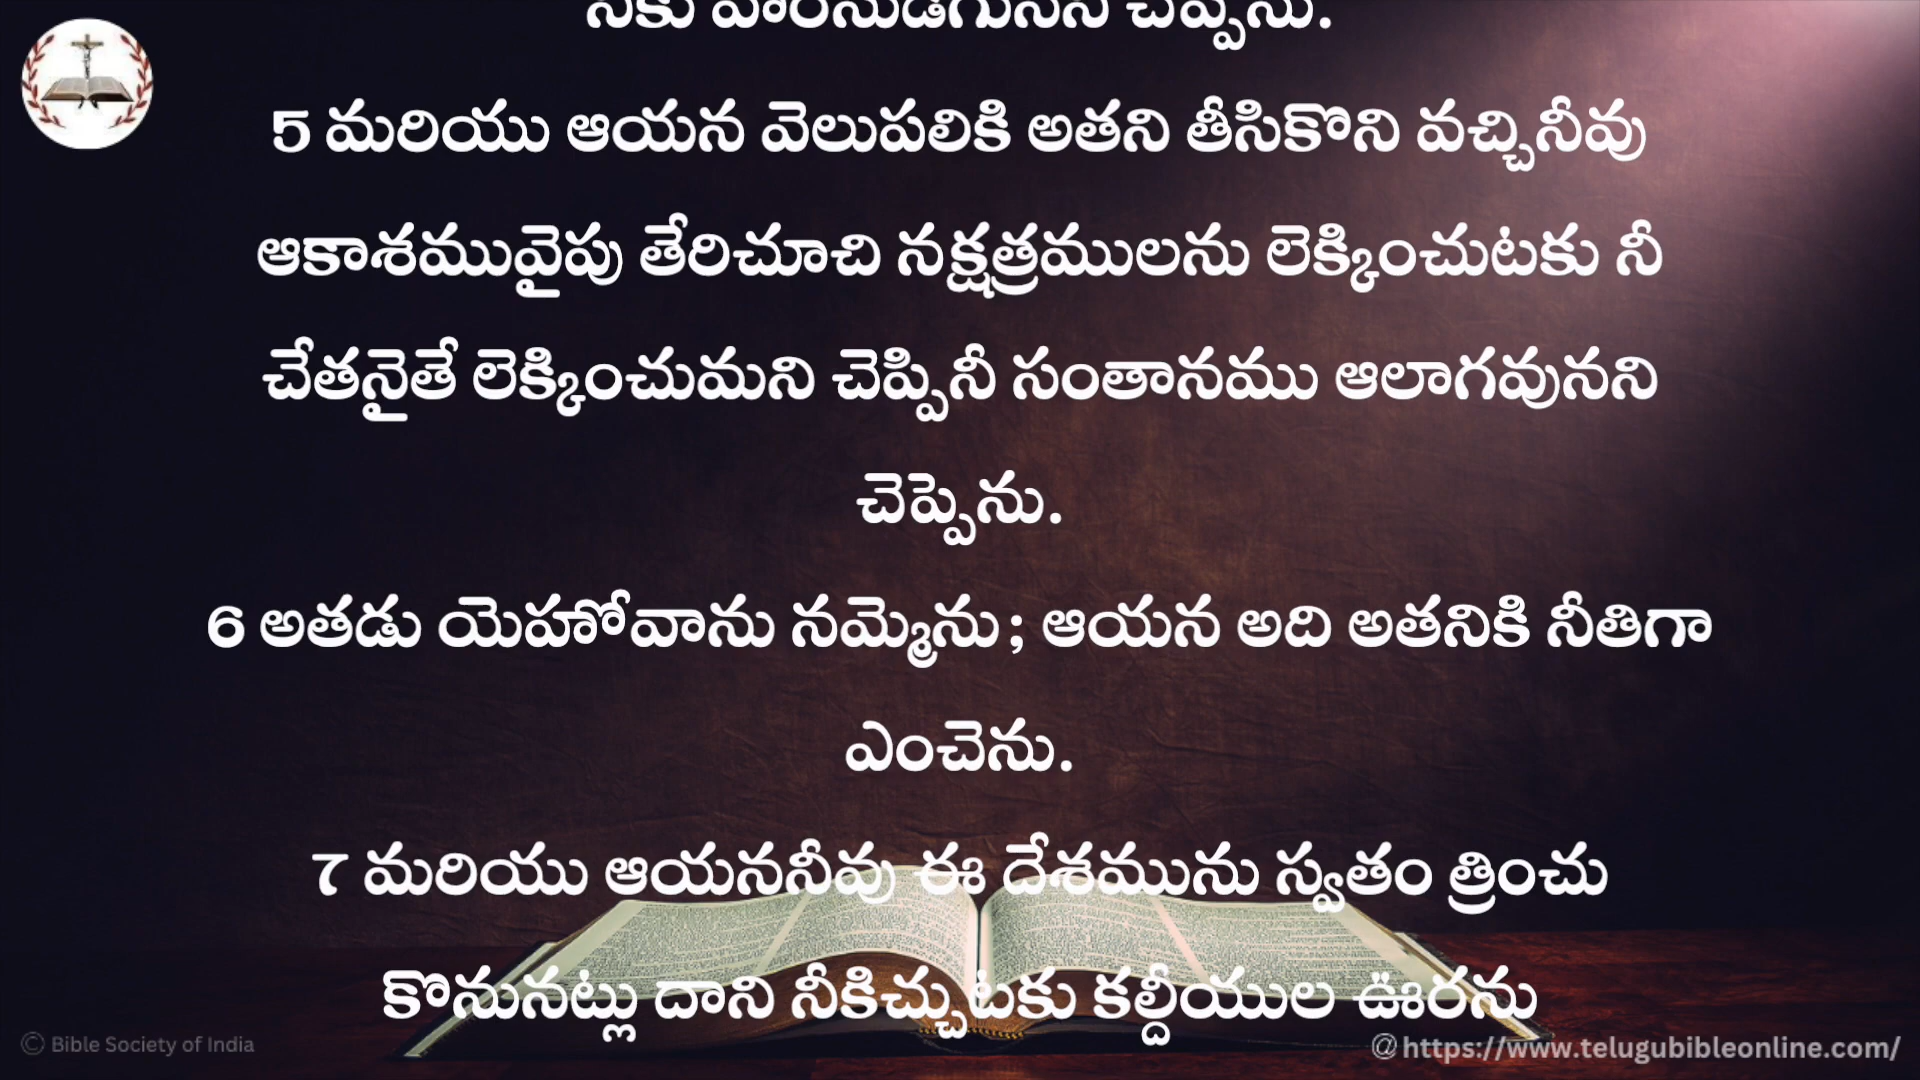 నీకు వారసుడగునని చెప్పెను.
5 మరియు ఆయన వెలుపలికి అతని తీసికొని వచ్చినీవు
ఆకాశమువైపు తేరిచూచి నక్షత్రములను లెక్కించుటకు నీ
చేతనైతే లెక్కించుమని చెప్పినీ సంతానము ఆలాగవునని
చెప్పెను.
6 అతడు యెహోవాను నమ్మెను; ఆయన అది అతనికి నీతిగా
ఎంచెను.
7 మరియు ఆయననీవు ఈ దేశమును స్వతం త్రించు
కొనునట్లు దాని నీకిచ్చుటకు కల్దీయుల ఊరను
© Bible Society of India
@https://www.telugubibleonline.com/